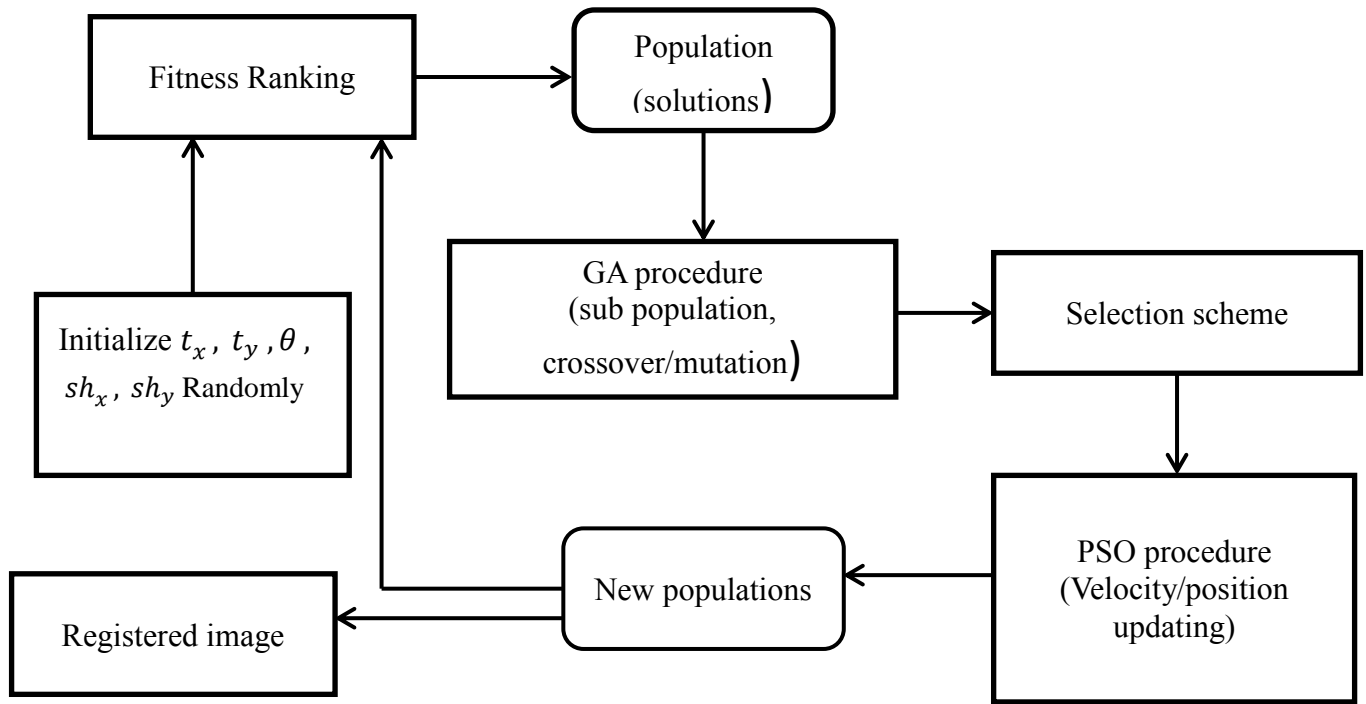 Fitness Ranking
Population
(solutions)
GA procedure
(sub population,
crossover/mutation)
Selection scheme
Initialize t_x , t_y ,θ ,
sh_x , sh_y Randomly
PSO procedure
(Velocity/position
updating)
New populations
Registered image